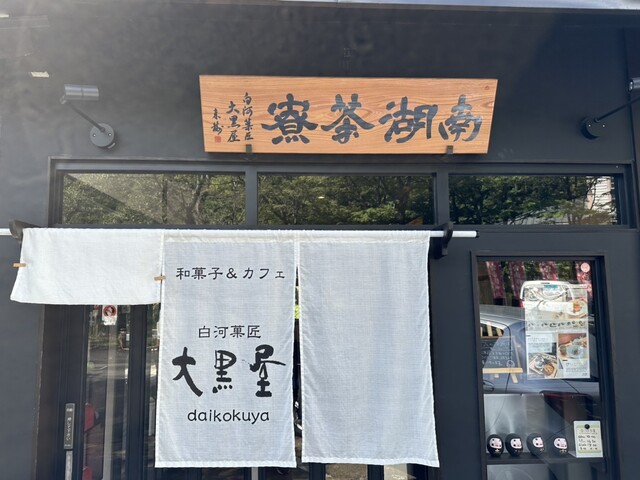 南湖茶寮
白河菓匠
大黒屋
和菓子&カフェ
白河菓匠
大黒屋
daikokuya